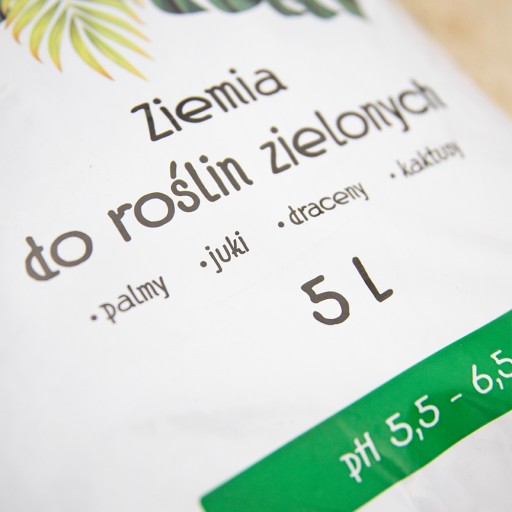 Ziemia
do roślin zielonych
• palmy • juki • draceny • kaktusy
5 L
pH 5,5 - 6,5